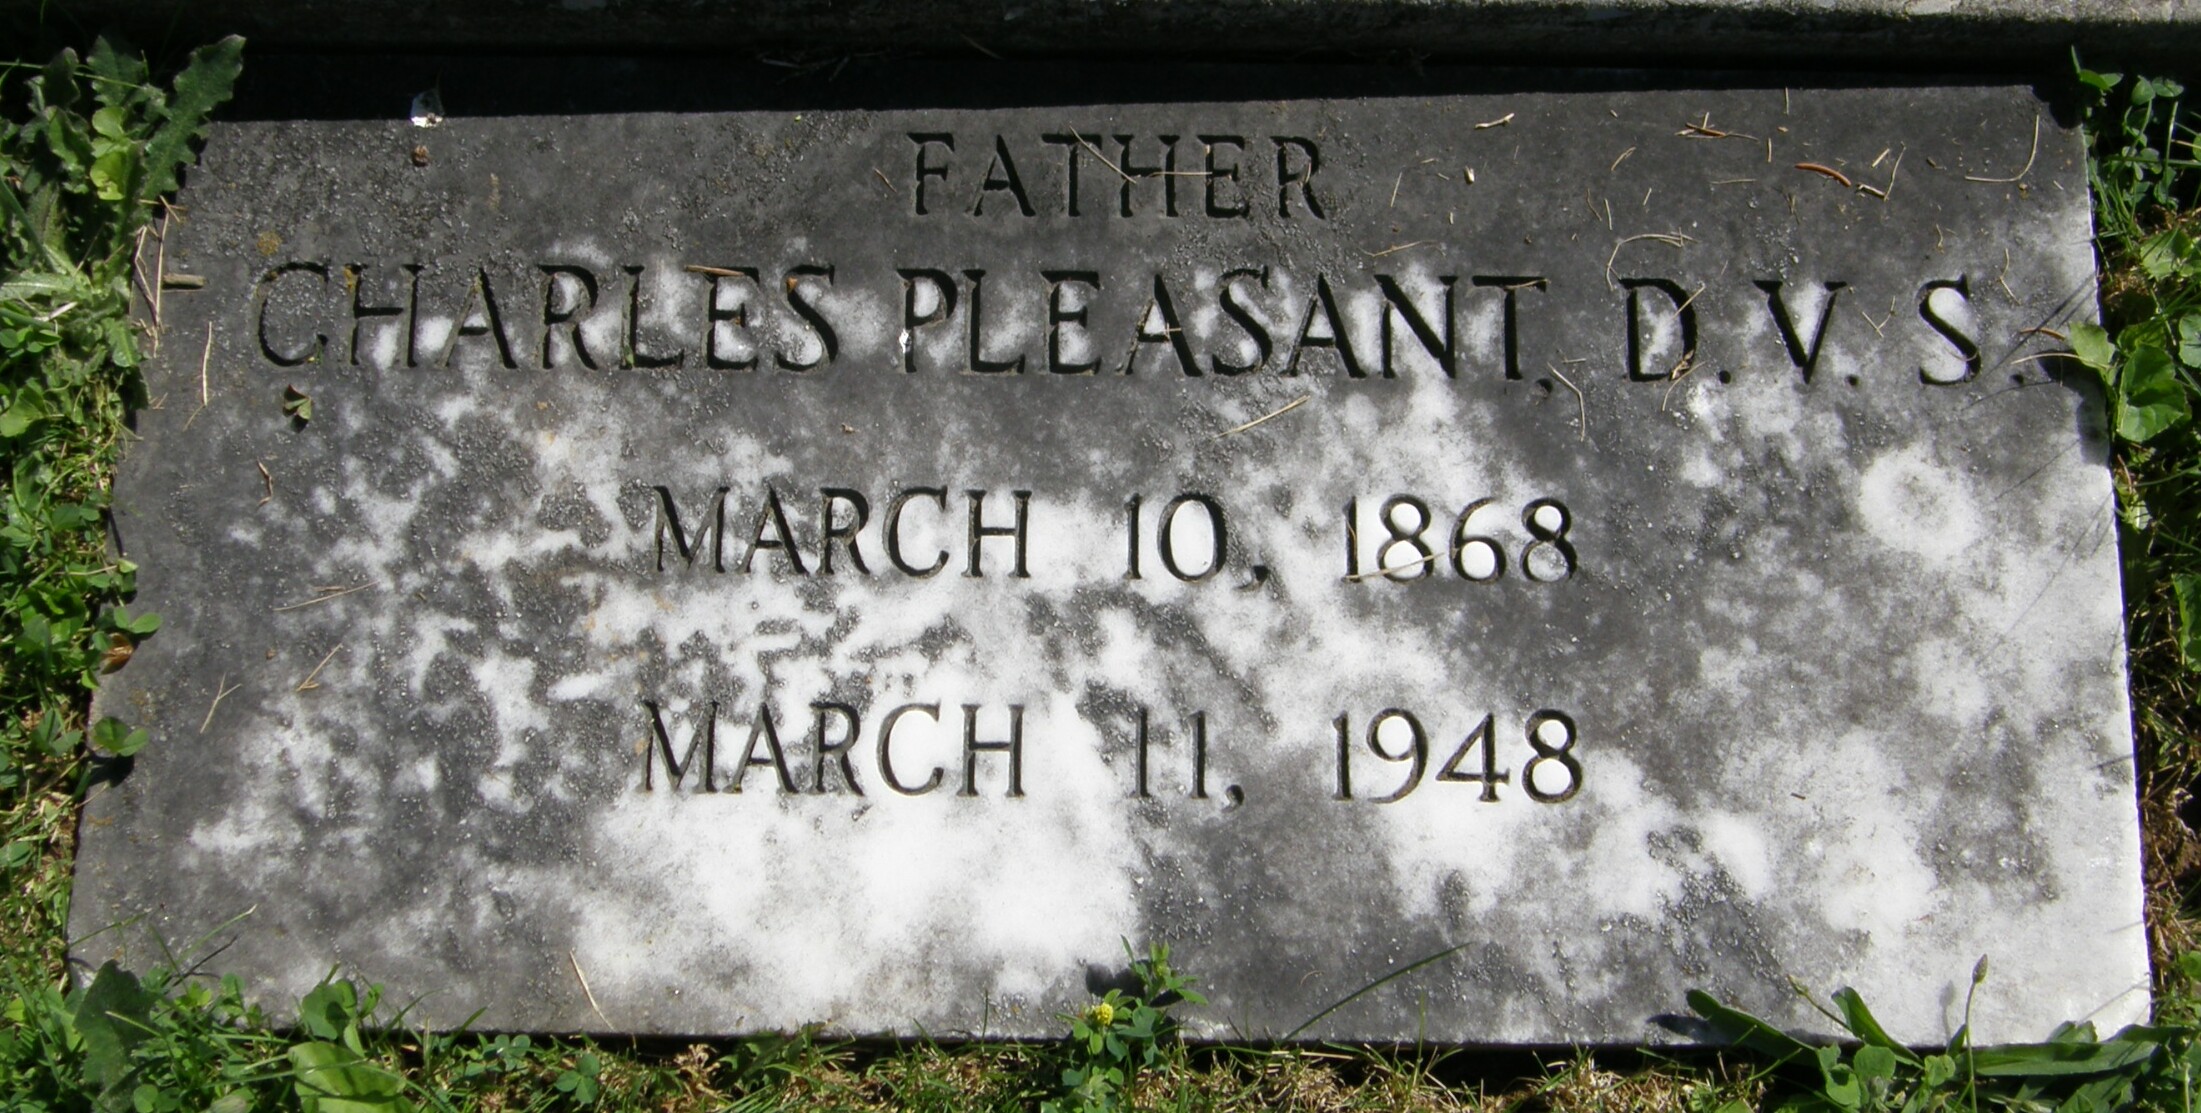 FATHER
CHARLES PLEASANT, D.V.S.
MARCH 10, 1868
MARCH 11, 1948